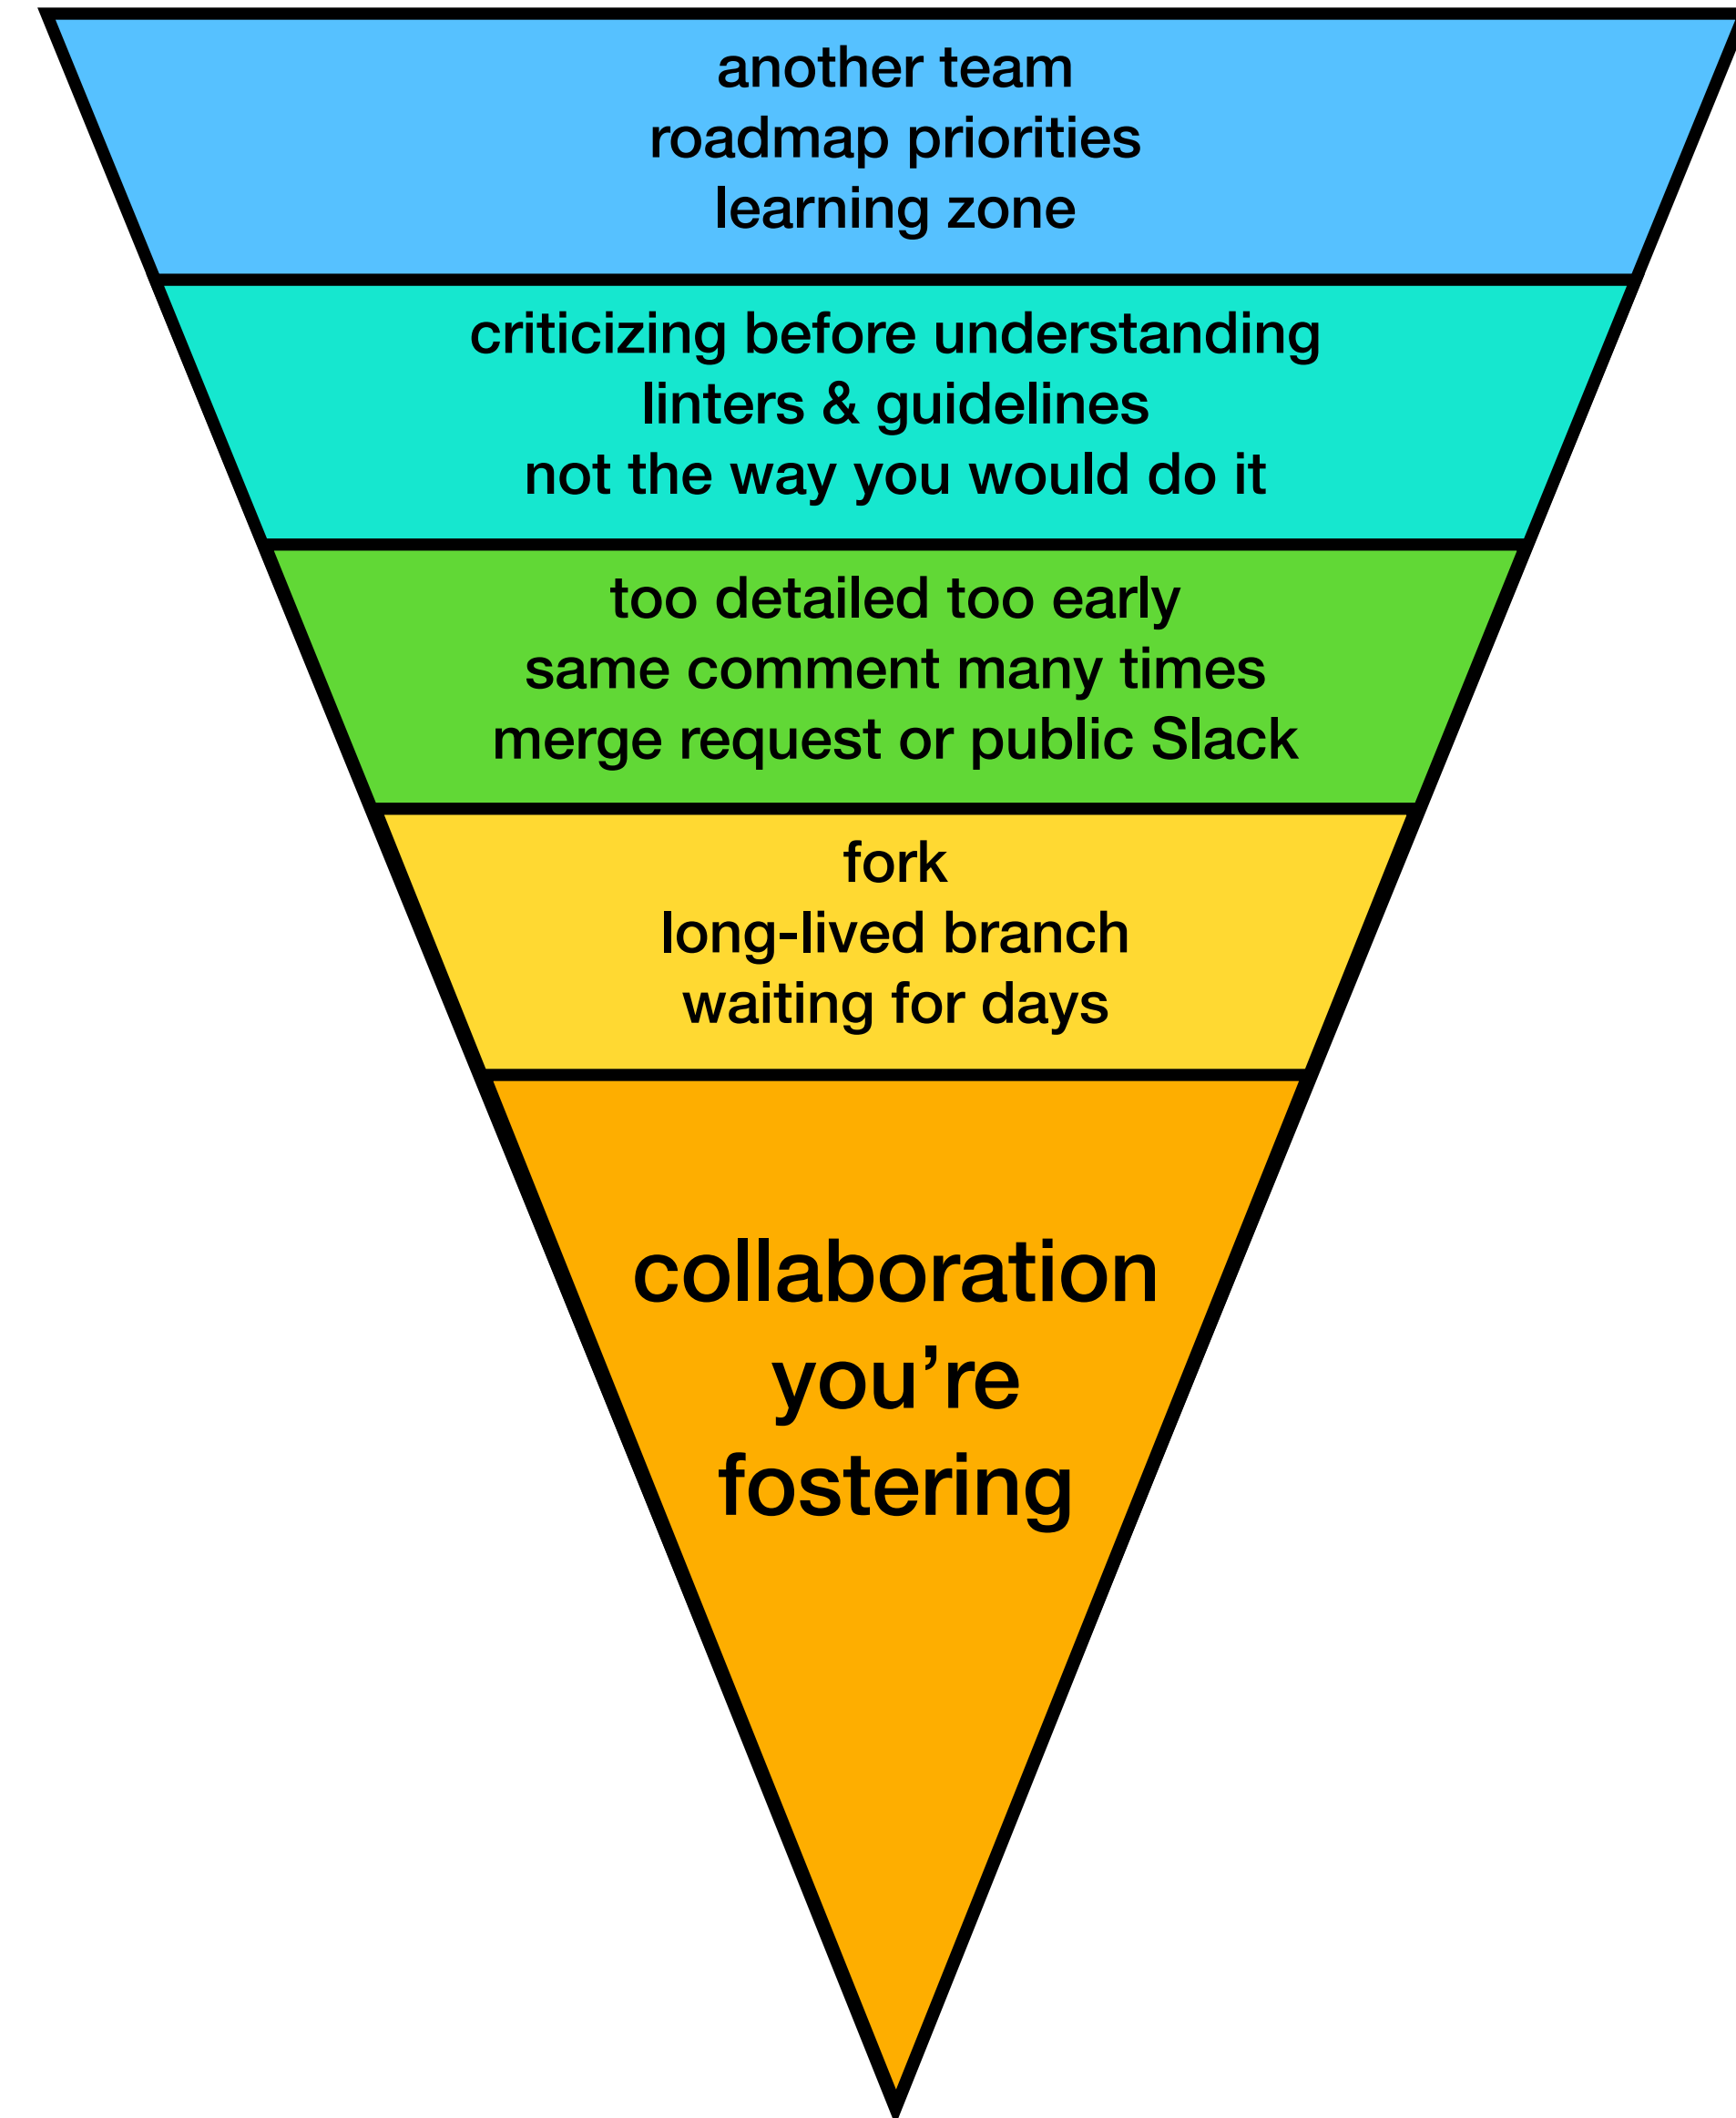 another team
roadmap priorities
learning zone
criticizing before understanding
linters & guidelines
not the way you would do it
too detailed too early
same comment many times
merge request or public Slack
fork
long-lived branch
waiting for days
collaboration
you’re
fostering